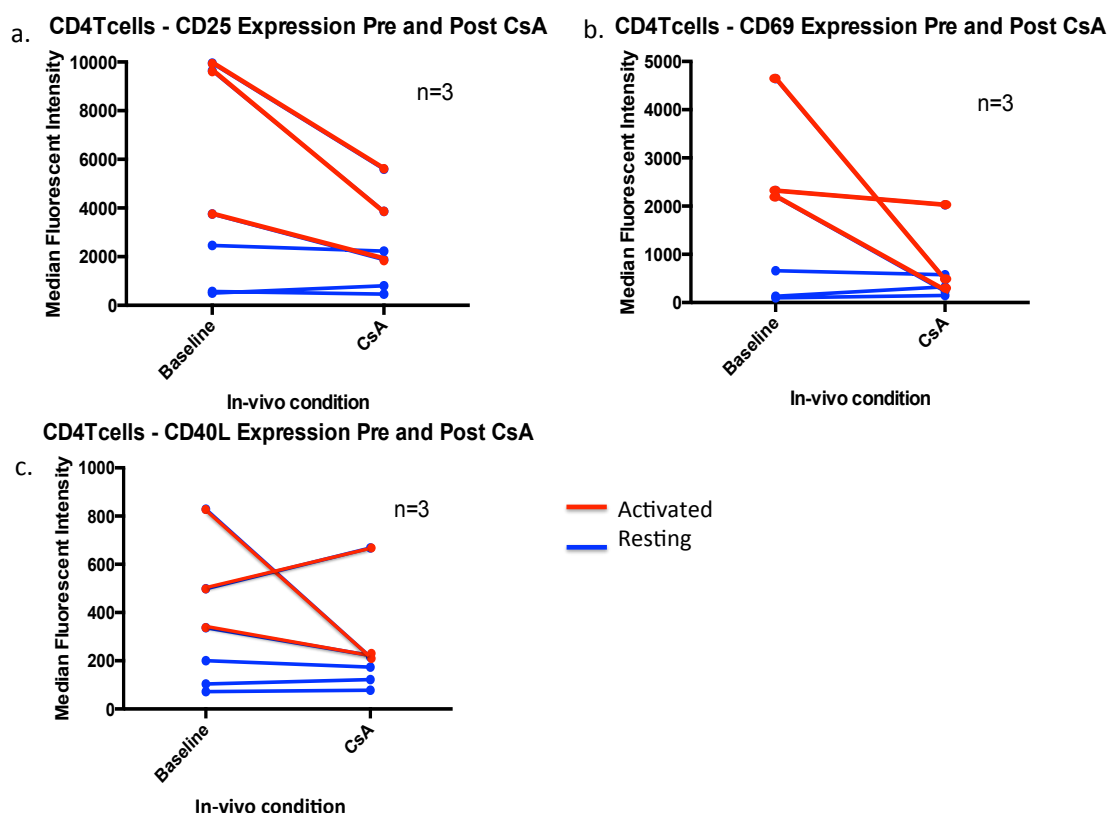 a.
CD4Tcells - CD25 Expression Pre and Post CsA
Median Fluorescent Intensity
10000
8000
6000
4000
2000
0
n=3
Baseline
CsA
In-vivo condition
b.
CD4Tcells - CD69 Expression Pre and Post CsA
Median Fluorescent Intensity
5000
4000
3000
2000
1000
0
n=3
Baseline
CsA
In-vivo condition
c.
CD4Tcells - CD40L Expression Pre and Post CsA
Median Fluorescent Intensity
1000
800
600
400
200
0
n=3
Baseline
CsA
In-vivo condition
Activated
Resting